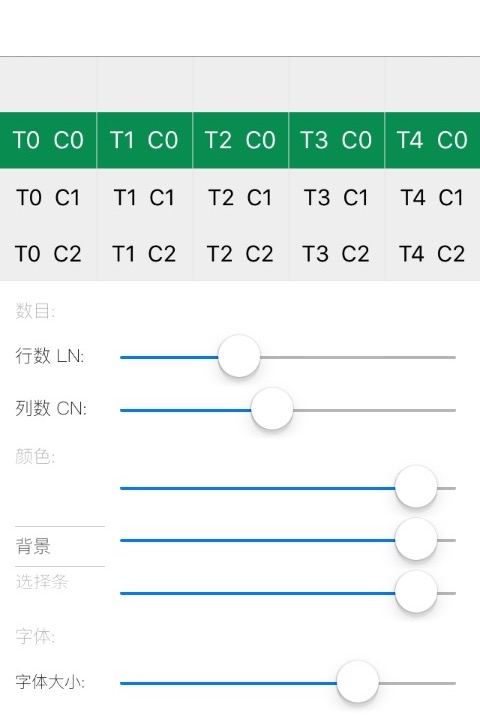 T0 C0 T1 C0 T2 C0 T3 C0 T4 C0
T0 C1 T1 C1 T2 C1 T3 C1 T4 C1
T0 C2 T1 C2 T2 C2 T3 C2 T4 C2
数目:
行数 LN:
列数 CN:
颜色:
背景
选择条
字体:
字体大小: